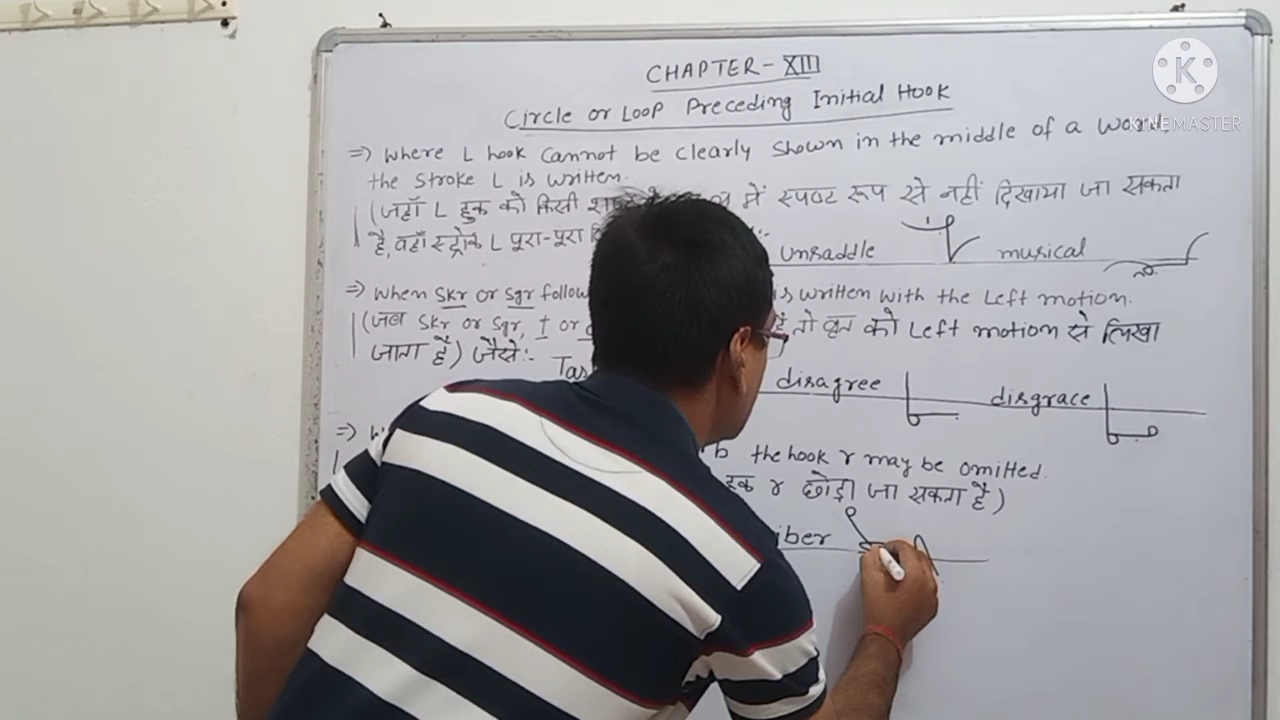 CHAPTER - XIII
Circle or Loop Preceding Initial Hook
K
KINEMASTER
=> Where L hook cannot be clearly shown in the middle of a word,
the stroke L is written.
(जहाँ L हुक को किसी में स्पष्ट रूप से नहीं दिखाया जा सकता
है, वहाँ स्ट्रोक L पूरा-पूरा :-
Unsaddle musical
=> When Skr or Sgr is written with the Left motion.
(जब Skr or Sgr, t or हैं तो वृत को Left motion से लिखा
जाता है) जैसे:-
disagree disgrace
=> b the hook r may be omitted.
हुक r छोड़ा जा सकता है)
iber